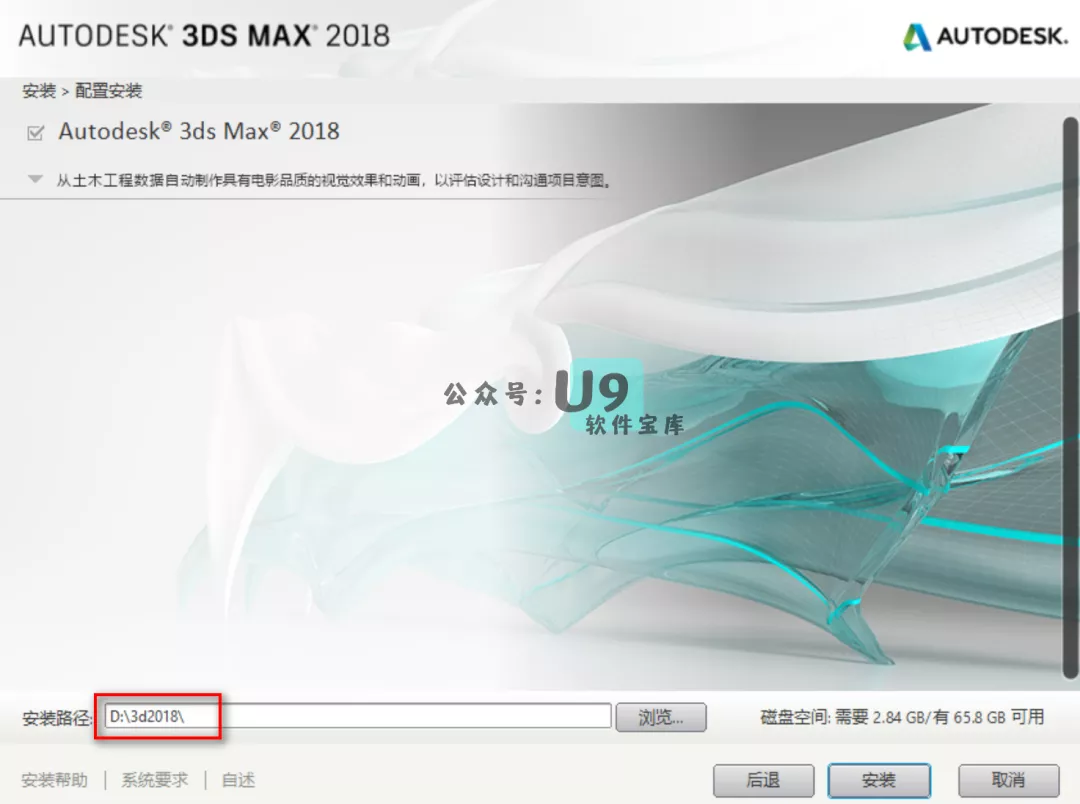 AUTODESK® 3DS MAX® 2018
AUTODESK.
安装 > 配置安装
Autodesk® 3ds Max® 2018
从土木工程数据自动制作具有电影品质的视觉效果和动画，以评估设计和沟通项目意图。
公众号：U9
软件宝库
安装路径: D:\3d2018\ 浏览... 磁盘空间: 需要 2.84 GB/有 65.8 GB 可用
安装帮助 | 系统要求 | 自述 后退 安装 取消